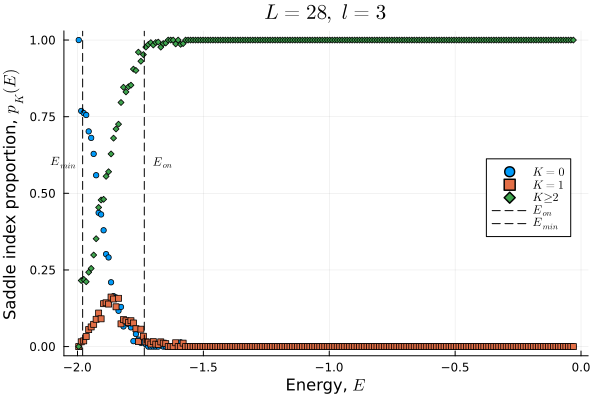 L = 28, l = 3
Saddle index proportion, p_K(E)
1.00
0.75
0.50
0.25
0.00
E_min
E_on
K = 0
K = 1
K ≥ 2
E_on
E_min
−2.0 −1.5 −1.0 −0.5 0.0
Energy, E